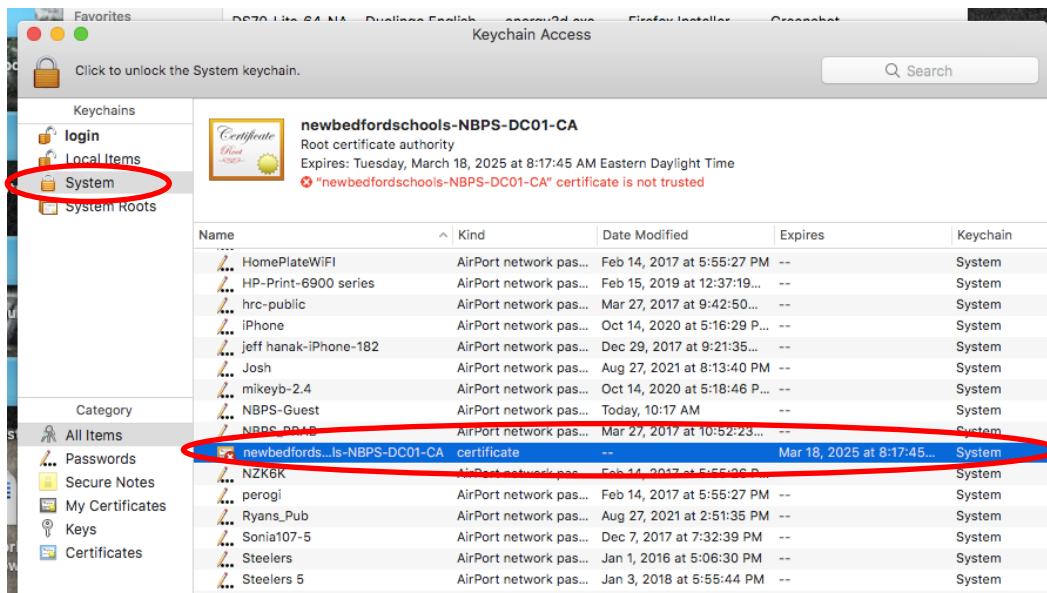 Favorites
Keychain Access
Click to unlock the System keychain.
Search
Keychains
login
Local Items
System
System Roots
Certificate
Root
newbedfordschools-NBPS-DC01-CA
Root certificate authority
Expires: Tuesday, March 18, 2025 at 8:17:45 AM Eastern Daylight Time
"newbedfordschools-NBPS-DC01-CA" certificate is not trusted
Name Kind Date Modified Expires Keychain
HomePlateWiFI AirPort network pas... Feb 14, 2017 at 5:55:27 PM -- System
HP-Print-6900 series AirPort network pas... Feb 15, 2019 at 12:37:19... -- System
hrc-public AirPort network pas... Mar 27, 2017 at 9:42:50... -- System
iPhone AirPort network pas... Oct 14, 2020 at 5:16:29 P... -- System
jeff hanak-iPhone-182 AirPort network pas... Dec 29, 2017 at 9:21:35... -- System
Josh AirPort network pas... Aug 27, 2021 at 8:13:40 PM -- System
mikeyb-2.4 AirPort network pas... Oct 14, 2020 at 5:18:46 P... -- System
NBPS-Guest AirPort network pas... Today, 10:17 AM -- System
AirPort network pas... Mar 27, 2017 at 10:52:23... -- System
newbedfords...ls-NBPS-DC01-CA certificate -- Mar 18, 2025 at 8:17:45... System
NZK6K AirPort network pas... Feb 14, 2017 at 5:55:26 P... System
perogi AirPort network pas... Feb 14, 2017 at 5:55:27 PM -- System
Ryans_Pub AirPort network pas... Aug 27, 2021 at 2:51:35 PM -- System
Sonia107-5 AirPort network pas... Dec 7, 2017 at 7:32:39 PM -- System
Steelers AirPort network pas... Jan 1, 2016 at 5:06:30 PM -- System
Steelers 5 AirPort network pas... Jan 3, 2018 at 5:55:44 PM -- System
Category
All Items
Passwords
Secure Notes
My Certificates
Keys
Certificates